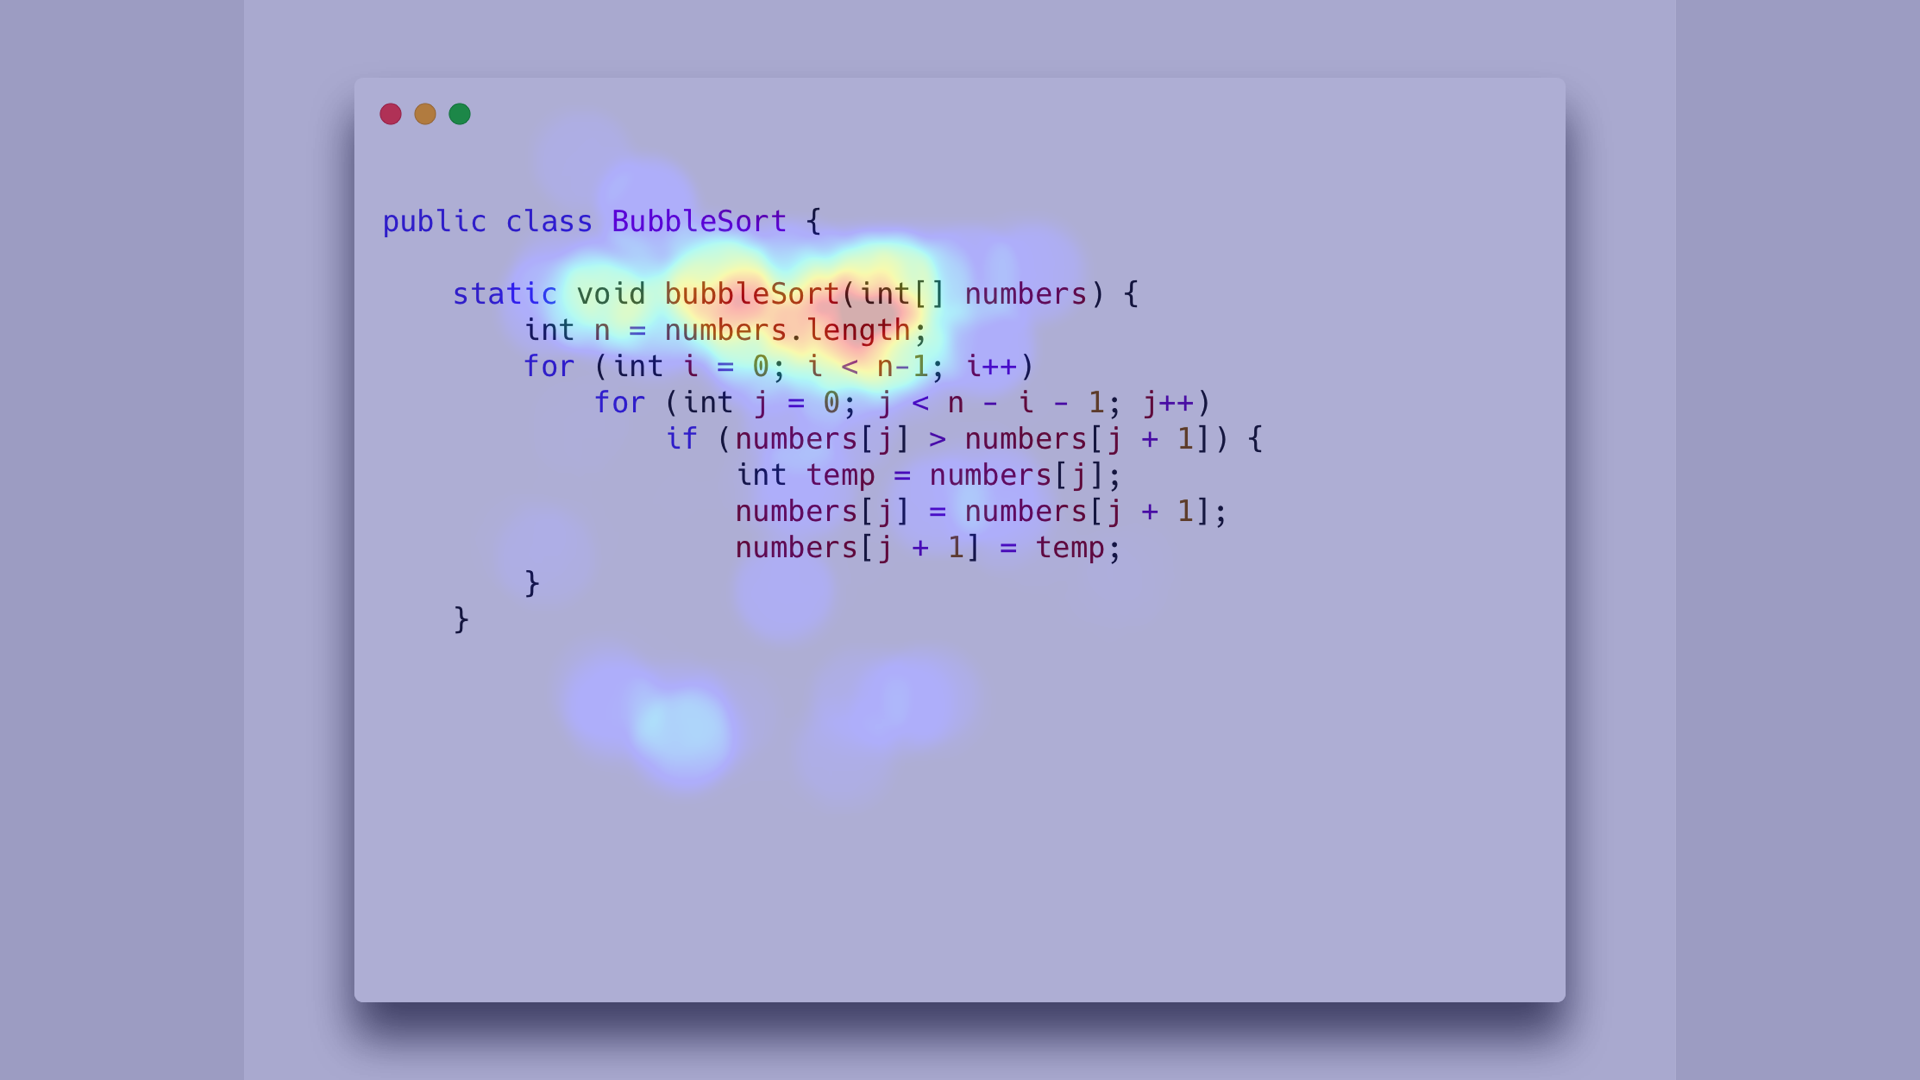 public class BubbleSort {
static void bubbleSort(int[] numbers) {
int n = numbers.length;
for (int i = 0; i < n-1; i++)
for (int j = 0; j < n - i - 1; j++)
if (numbers[j] > numbers[j + 1]) {
int temp = numbers[j];
numbers[j] = numbers[j + 1];
numbers[j + 1] = temp;
}
}